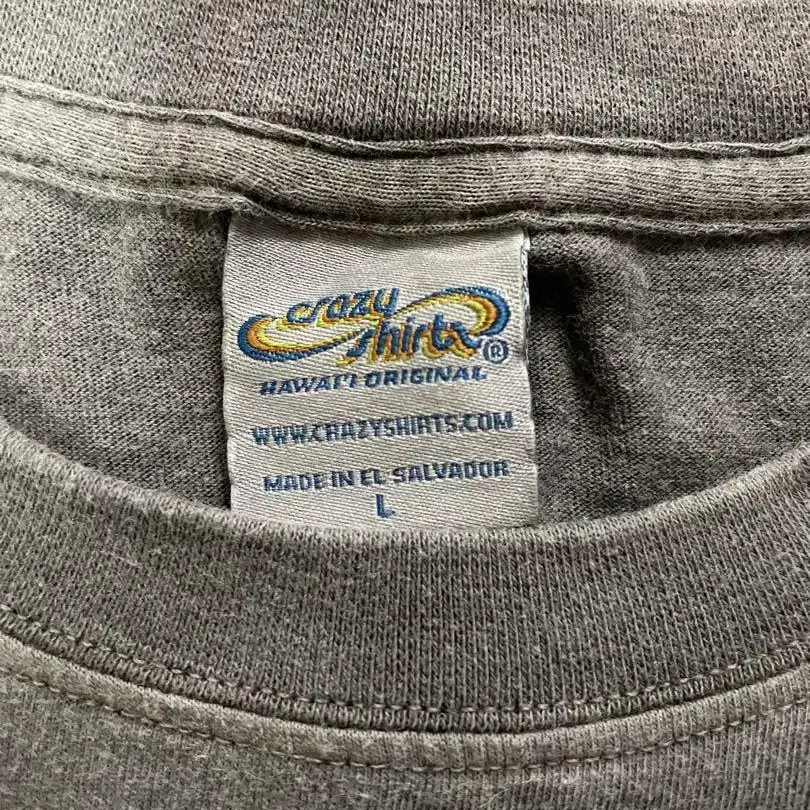 crazy
shirts®
HAWAI'I ORIGINAL
WWW.CRAZYSHIRTS.COM
MADE IN EL SALVADOR
L